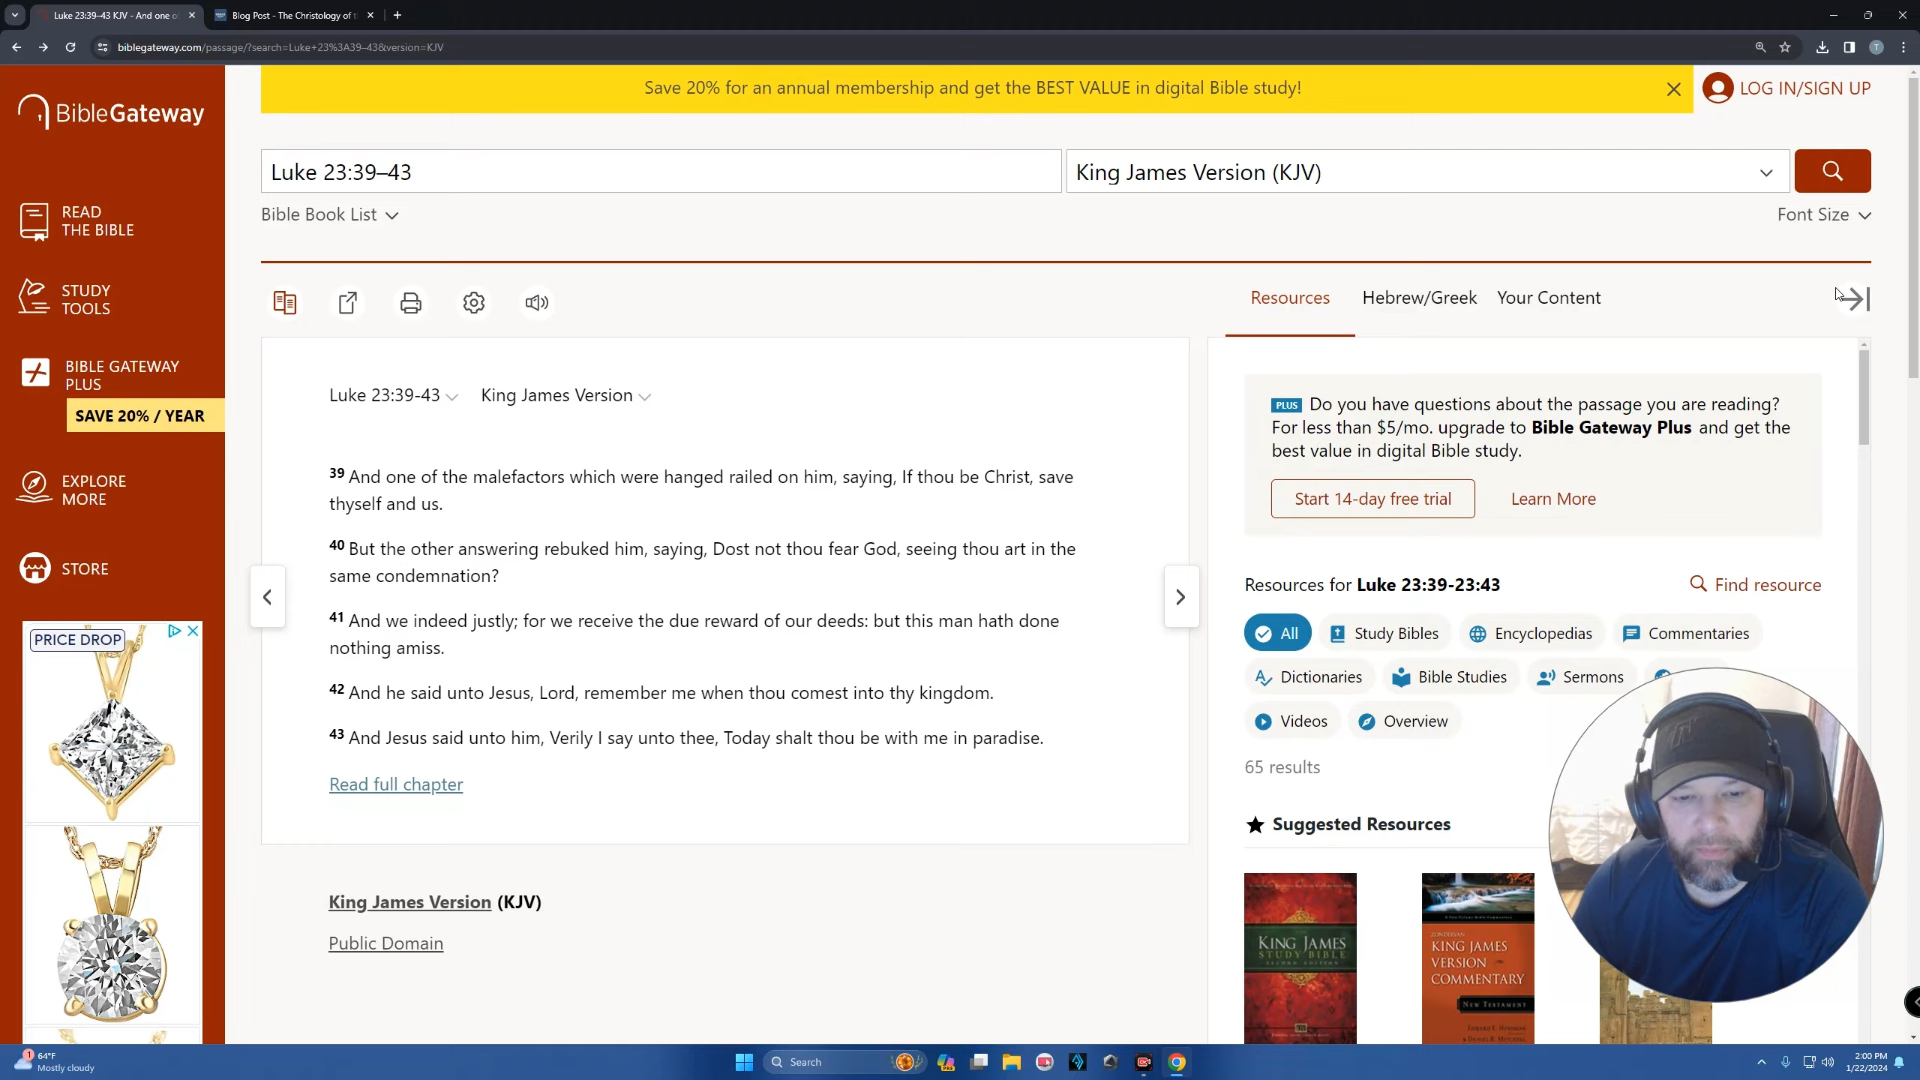 Luke 23:39-43 KJV - And one of
Blog Post - The Christology of t
biblegateway.com/passage/?search=Luke+23%3A39–43&version=KJV
T
BibleGateway
READ
THE BIBLE
STUDY
TOOLS
BIBLE GATEWAY
PLUS
SAVE 20% / YEAR
EXPLORE
MORE
STORE
PRICE DROP
Save 20% for an annual membership and get the BEST VALUE in digital Bible study!
LOG IN/SIGN UP
Luke 23:39–43
King James Version (KJV)
Bible Book List
Font Size
Luke 23:39-43
King James Version
39 And one of the malefactors which were hanged railed on him, saying, If thou be Christ, save
thyself and us.
40 But the other answering rebuked him, saying, Dost not thou fear God, seeing thou art in the
same condemnation?
41 And we indeed justly; for we receive the due reward of our deeds: but this man hath done
nothing amiss.
42 And he said unto Jesus, Lord, remember me when thou comest into thy kingdom.
43 And Jesus said unto him, Verily I say unto thee, Today shalt thou be with me in paradise.
Read full chapter
King James Version (KJV)
Public Domain
Resources
Hebrew/Greek
Your Content
PLUS Do you have questions about the passage you are reading?
For less than $5/mo. upgrade to Bible Gateway Plus and get the
best value in digital Bible study.
Start 14-day free trial
Learn More
Resources for Luke 23:39-23:43
Find resource
All
Study Bibles
Encyclopedias
Commentaries
Dictionaries
Bible Studies
Sermons
Videos
Overview
65 results
Suggested Resources
KING JAMES
STUDY BIBLE
SECOND EDITION
ZONDERVAN
KING JAMES
VERSION
COMMENTARY
NEW TESTAMENT
1
64°F
Mostly cloudy
Search
2:00 PM
1/22/2024